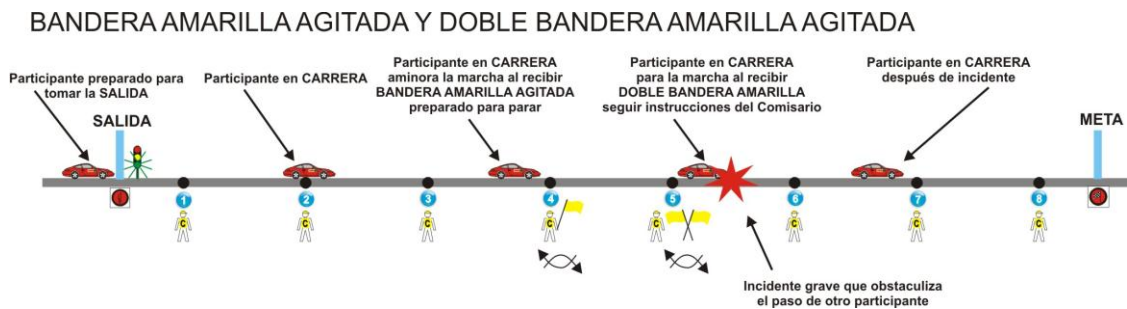 BANDERA AMARILLA AGITADA Y DOBLE BANDERA AMARILLA AGITADA
Participante preparado para
tomar la SALIDA
Participante en CARRERA
Participante en CARRERA
aminora la marcha al recibir
BANDERA AMARILLA AGITADA
preparado para parar
Participante en CARRERA
para la marcha al recibir
DOBLE BANDERA AMARILLA
seguir instrucciones del Comisario
Participante en CARRERA
después de incidente
SALIDA
META
1
2
3
4
5
6
7
8
C
C
C
C
C
C
C
C
Incidente grave que obstaculiza
el paso de otro participante